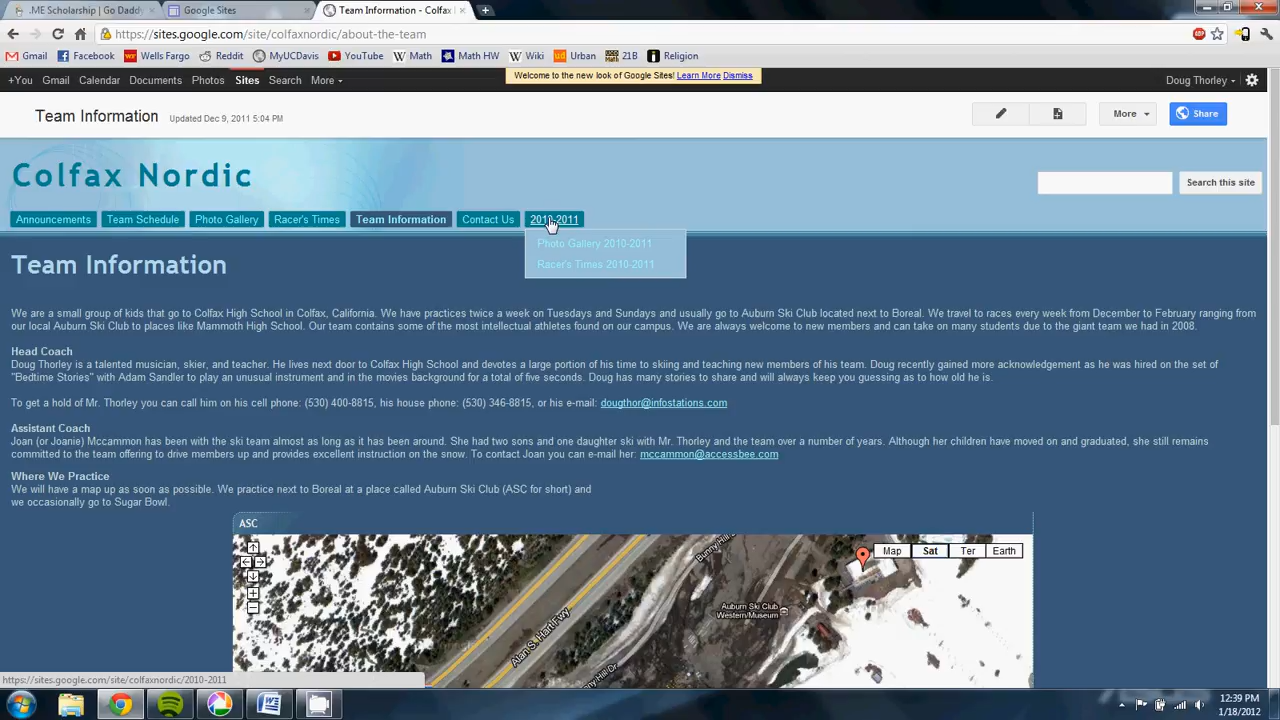 .ME Scholarship | Go Daddy
Google Sites
Team Information - Colfax
https://sites.google.com/site/colfaxnordic/about-the-team
Gmail Facebook Wells Fargo Reddit MyUCDavis YouTube Math Math HW Wiki Urban 21B Religion
+You Gmail Calendar Documents Photos Sites Search More
Welcome to the new look of Google Sites! Learn More Dismiss
Doug Thorley
Team Information Updated Dec 9, 2011 5:04 PM
More Share
Colfax Nordic
Search this site
Announcements Team Schedule Photo Gallery Racer's Times Team Information Contact Us 2010-2011
Photo Gallery 2010-2011
Racer's Times 2010-2011
Team Information
We are a small group of kids that go to Colfax High School in Colfax, California. We have practices twice a week on Tuesdays and Sundays and usually go to Auburn Ski Club located next to Boreal. We travel to races every week from December to February ranging from
our local Auburn Ski Club to places like Mammoth High School. Our team contains some of the most intellectual athletes found on our campus. We are always welcome to new members and can take on many students due to the giant team we had in 2008.
Head Coach
Doug Thorley is a talented musician, skier, and teacher. He lives next door to Colfax High School and devotes a large portion of his time to skiing and teaching new members of his team. Doug recently gained more acknowledgement as he was hired on the set of
"Bedtime Stories" with Adam Sandler to play an unusual instrument and in the movies background for a total of five seconds. Doug has many stories to share and will always keep you guessing as to how old he is.
To get a hold of Mr. Thorley you can call him on his cell phone: (530) 400-8815, his house phone: (530) 346-8815, or his e-mail: dougthor@infostations.com
Assistant Coach
Joan (or Joanie) Mccammon has been with the ski team almost as long as it has been around. She had two sons and one daughter ski with Mr. Thorley and the team over a number of years. Although her children have moved on and graduated, she still remains
committed to the team offering to drive members up and provides excellent instruction on the snow. To contact Joan you can e-mail her: mccammon@accessbee.com
Where We Practice
We will have a map up as soon as possible. We practice next to Boreal at a place called Auburn Ski Club (ASC for short) and
we occasionally go to Sugar Bowl.
ASC
Map Sat Ter Earth
Bunny Hill
Auburn Ski Club
Western/Museum
Alan S. Hart Fwy
Bunny Hill Dr
https://sites.google.com/site/colfaxnordic/2010-2011
12:39 PM
1/18/2012